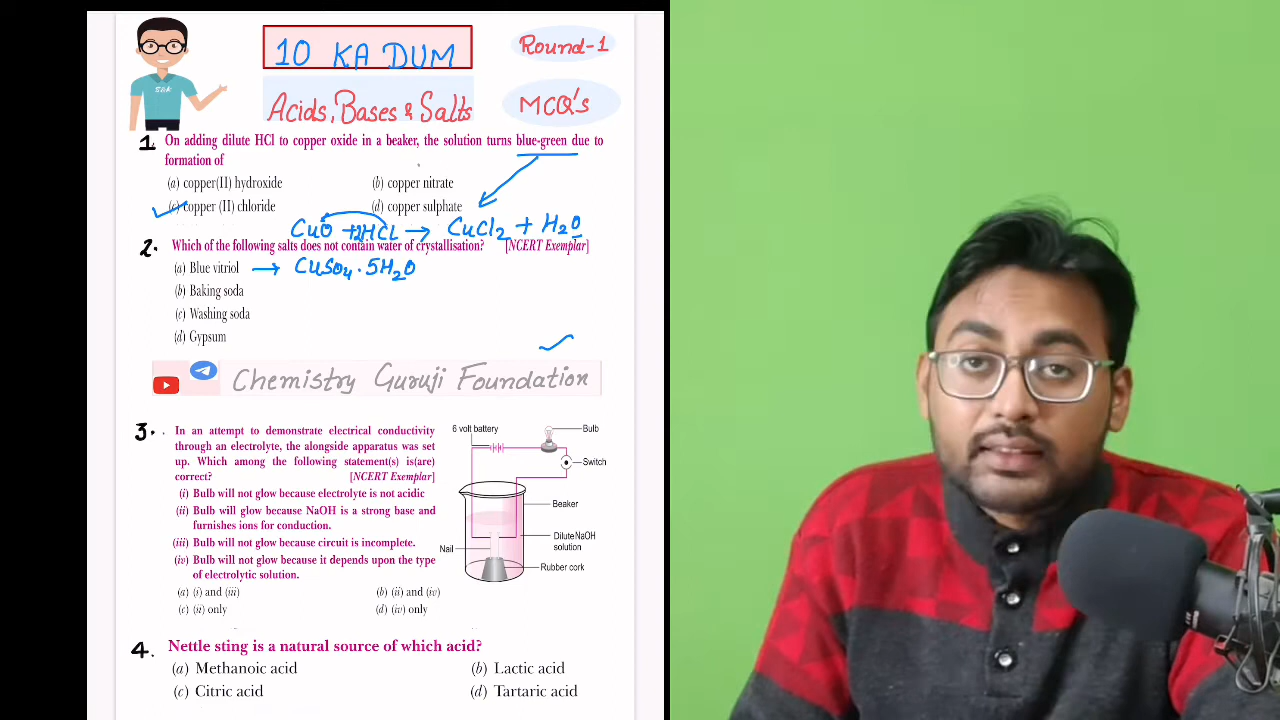 10 KA DUM
Round-1
Acids, Bases & Salts
MCQ's
1. On adding dilute HCl to copper oxide in a beaker, the solution turns blue-green due to
formation of
(a) copper(II) hydroxide (b) copper nitrate
(c) copper (II) chloride (d) copper sulphate
CuO + 2HCl → CuCl2 + H2O
2. Which of the following salts does not contain water of crystallisation? [NCERT Exemplar]
(a) Blue vitriol → CuSO4 · 5H2O
(b) Baking soda
(c) Washing soda
(d) Gypsum
Chemistry Guruji Foundation
3. In an attempt to demonstrate electrical conductivity
through an electrolyte, the alongside apparatus was set
up. Which among the following statement(s) is(are)
correct? [NCERT Exemplar]
(i) Bulb will not glow because electrolyte is not acidic
(ii) Bulb will glow because NaOH is a strong base and
furnishes ions for conduction.
(iii) Bulb will not glow because circuit is incomplete.
(iv) Bulb will not glow because it depends upon the type
of electrolytic solution.
(a) (i) and (iii) (b) (ii) and (iv)
(c) (ii) only (d) (iv) only
6 volt battery
Bulb
Switch
Beaker
Dilute NaOH
solution
Nail
Rubber cork
4. Nettle sting is a natural source of which acid?
(a) Methanoic acid (b) Lactic acid
(c) Citric acid (d) Tartaric acid